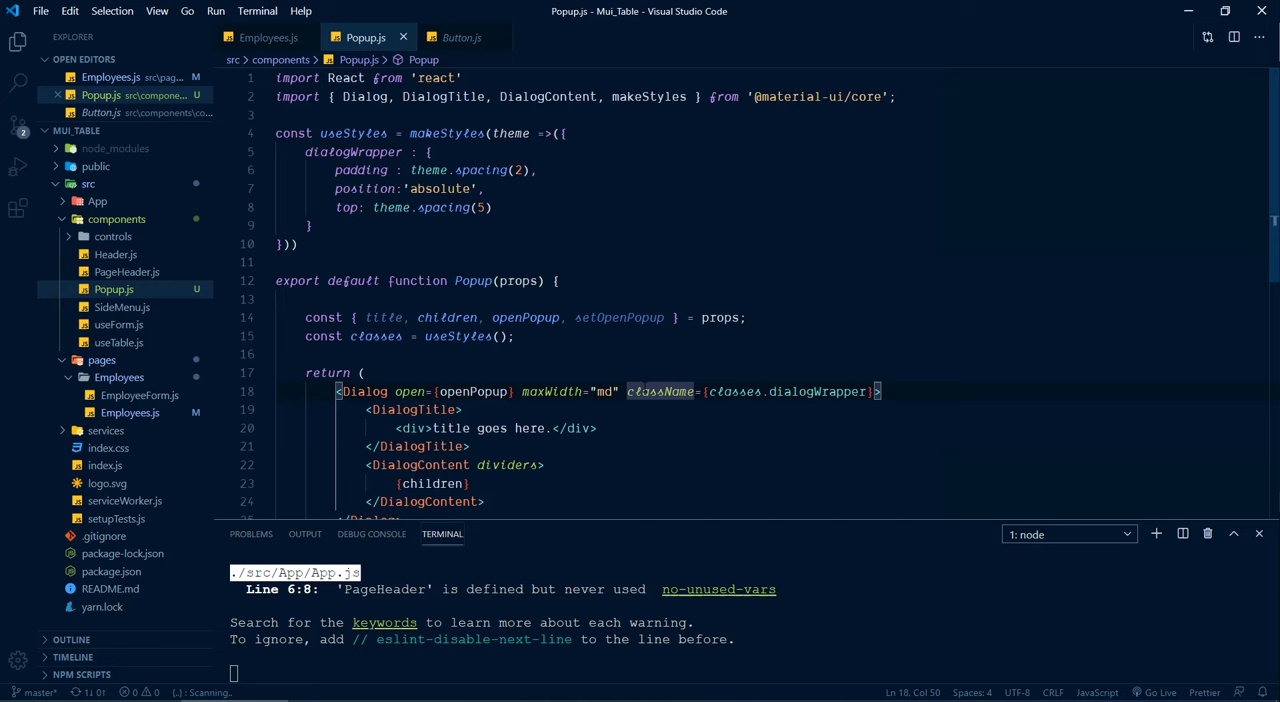 File Edit Selection View Go Run Terminal Help
Popup.js - Mui_Table - Visual Studio Code
EXPLORER
OPEN EDITORS
Employees.js src\pag... M
Popup.js src\compone... U
Button.js src\components\co...
MUI_TABLE
node_modules
public
src
App
components
controls
Header.js
PageHeader.js
Popup.js U
SideMenu.js
useForm.js
useTable.js
pages
Employees
EmployeeForm.js
Employees.js M
services
index.css
index.js
logo.svg
serviceWorker.js
setupTests.js
.gitignore
package-lock.json
package.json
README.md
yarn.lock
OUTLINE
TIMELINE
NPM SCRIPTS
2
Employees.js Popup.js Button.js
src > components > Popup.js > Popup
1 import React from 'react'
2 import { Dialog, DialogTitle, DialogContent, makeStyles } from '@material-ui/core';
3
4 const useStyles = makeStyles(theme =>({
5 dialogWrapper : {
6 padding : theme.spacing(2),
7 position:'absolute',
8 top: theme.spacing(5)
9 }
10 }))
11
12 export default function Popup(props) {
13
14 const { title, children, openPopup, setOpenPopup } = props;
15 const classes = useStyles();
16
17 return (
18 <Dialog open={openPopup} maxWidth="md" className={classes.dialogWrapper}>
19 <DialogTitle>
20 <div>title goes here.</div>
21 </DialogTitle>
22 <DialogContent dividers>
23 {children}
24 </DialogContent>
25 </Dialog>
PROBLEMS OUTPUT DEBUG CONSOLE TERMINAL
1: node
./src/App/App.js
Line 6:8: 'PageHeader' is defined but never used no-unused-vars
Search for the keywords to learn more about each warning.
To ignore, add // eslint-disable-next-line to the line before.
master* 1↓ 0↑ 0 0 {..} : Scanning..
Ln 18, Col 50 Spaces: 4 UTF-8 CRLF JavaScript Go Live Prettier